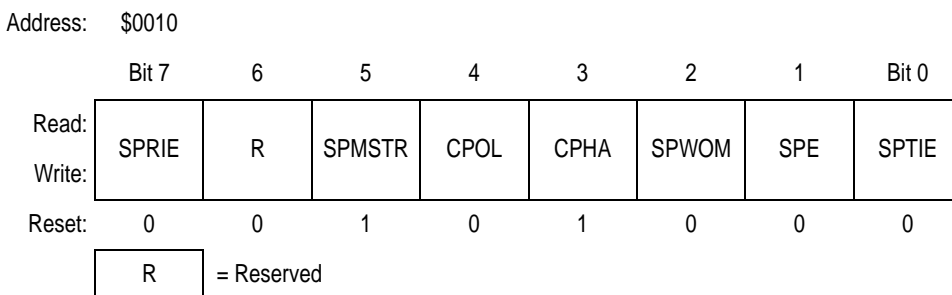 Address: $0010
Bit 7 6 5 4 3 2 1 Bit 0
Read:
SPRIE R SPMSTR CPOL CPHA SPWOM SPE SPTIE
Write:
Reset: 0 0 1 0 1 0 0 0
R = Reserved